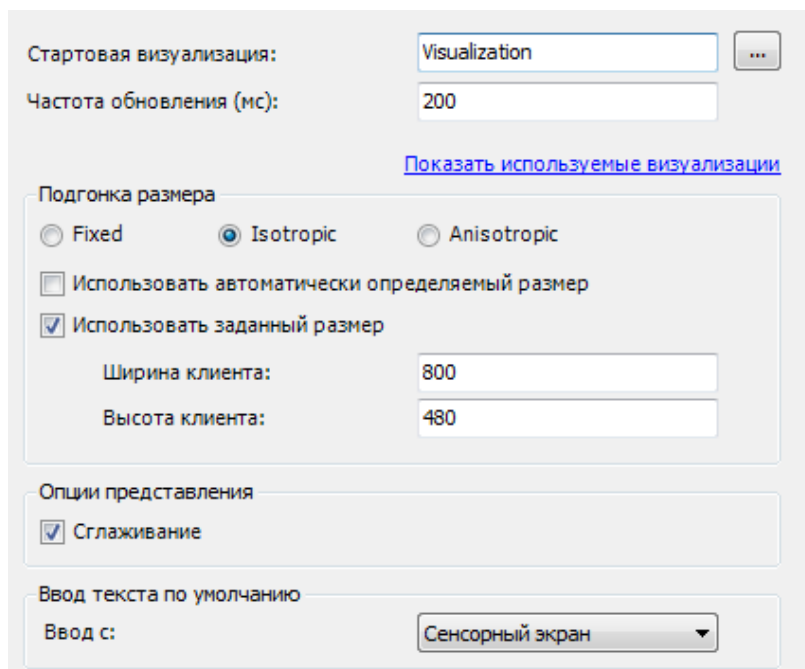 Стартовая визуализация: Visualization ...
Частота обновления (мс): 200
Показать используемые визуализации
Подгонка размера
Fixed Isotropic Anisotropic
Использовать автоматически определяемый размер
Использовать заданный размер
Ширина клиента: 800
Высота клиента: 480
Опции представления
Сглаживание
Ввод текста по умолчанию
Ввод с: Сенсорный экран